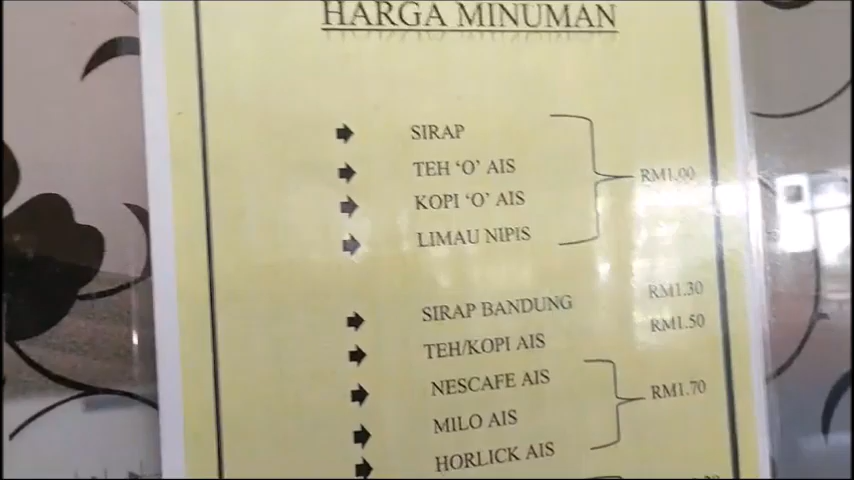 HARGA MINUMAN
SIRAP
TEH ‘O’ AIS
KOPI ‘O’ AIS
LIMAU NIPIS
RM1.00
SIRAP BANDUNG RM1.30
TEH/KOPI AIS RM1.50
NESCAFE AIS
MILO AIS
HORLICK AIS
RM1.70